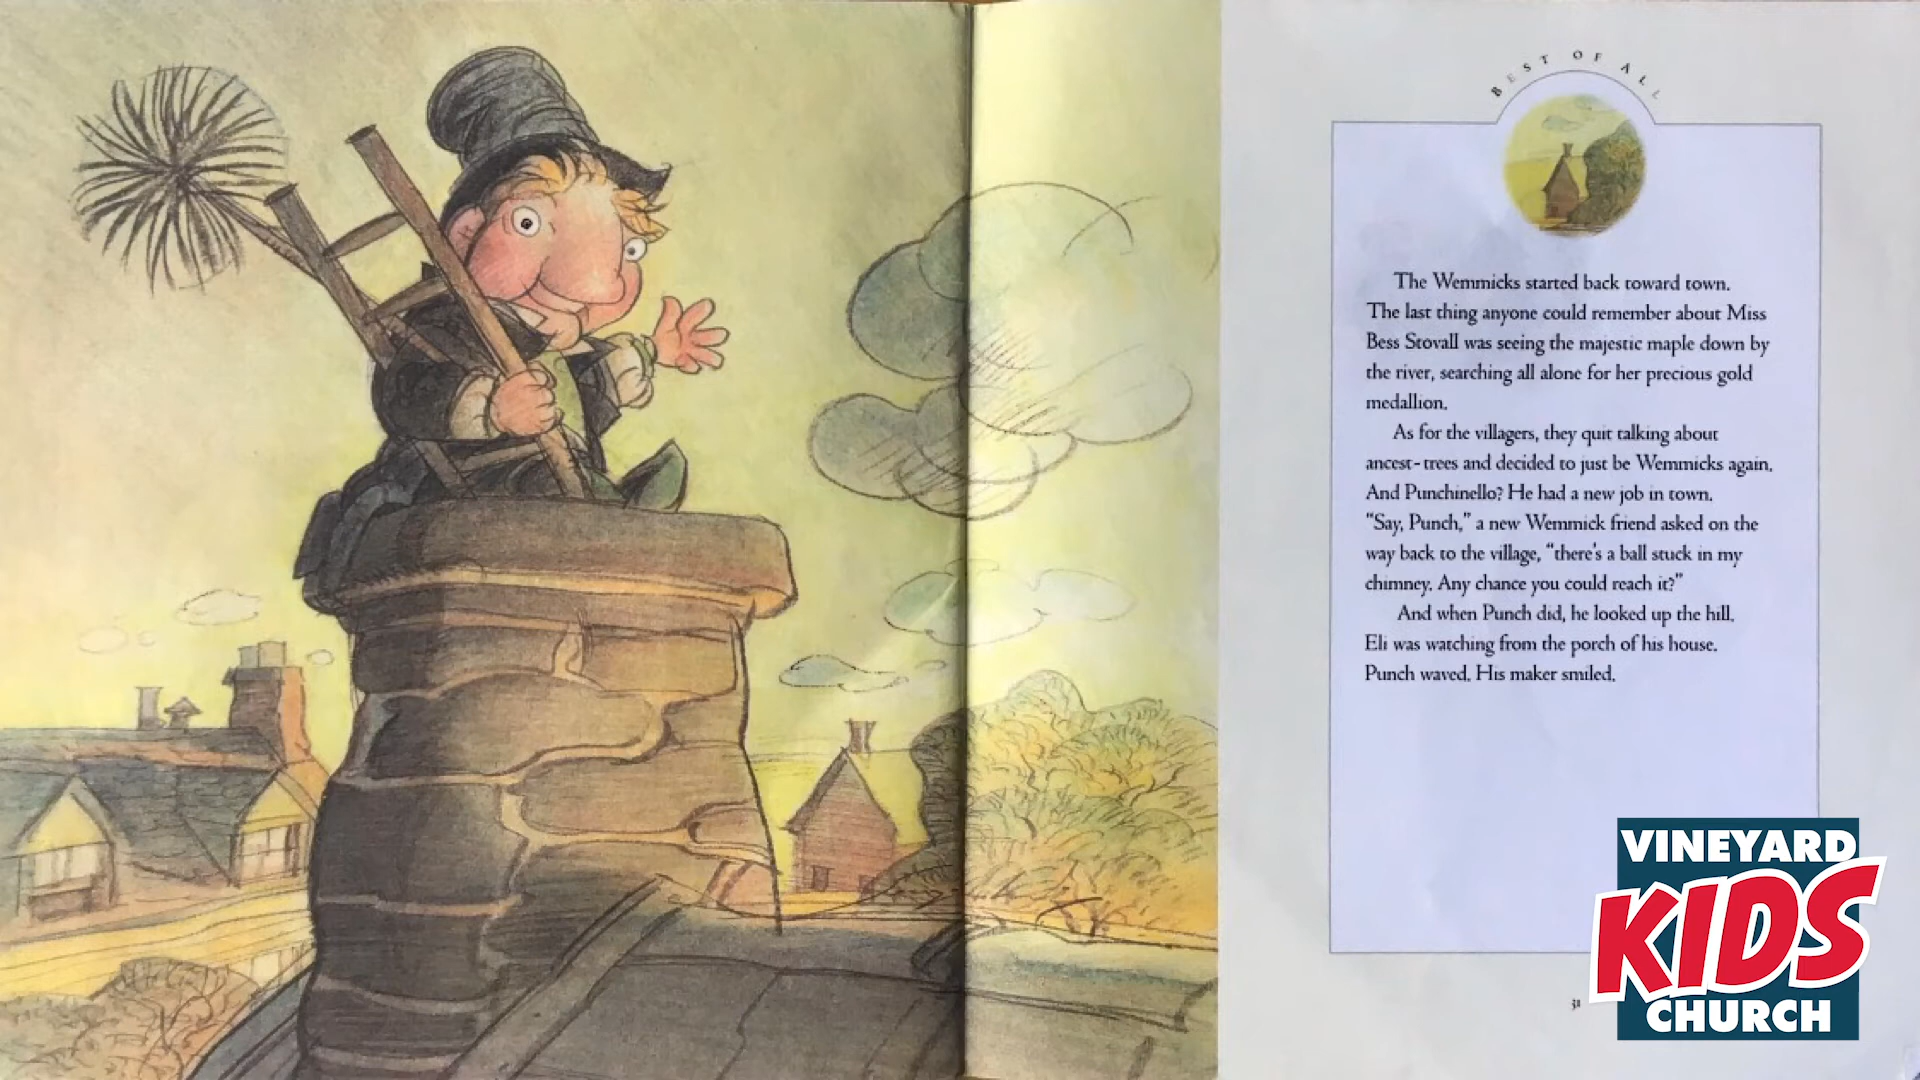 BEST OF ALL
The Wemmicks started back toward town.
The last thing anyone could remember about Miss
Bess Stovall was seeing the majestic maple down by
the river, searching all alone for her precious gold
medallion.
As for the villagers, they quit talking about
ancest-trees and decided to just be Wemmicks again.
And Punchinello? He had a new job in town.
"Say, Punch," a new Wemmick friend asked on the
way back to the village, "there's a ball stuck in my
chimney. Any chance you could reach it?"
And when Punch did, he looked up the hill.
Eli was watching from the porch of his house.
Punch waved. His maker smiled.
31
VINEYARD
KIDS
CHURCH